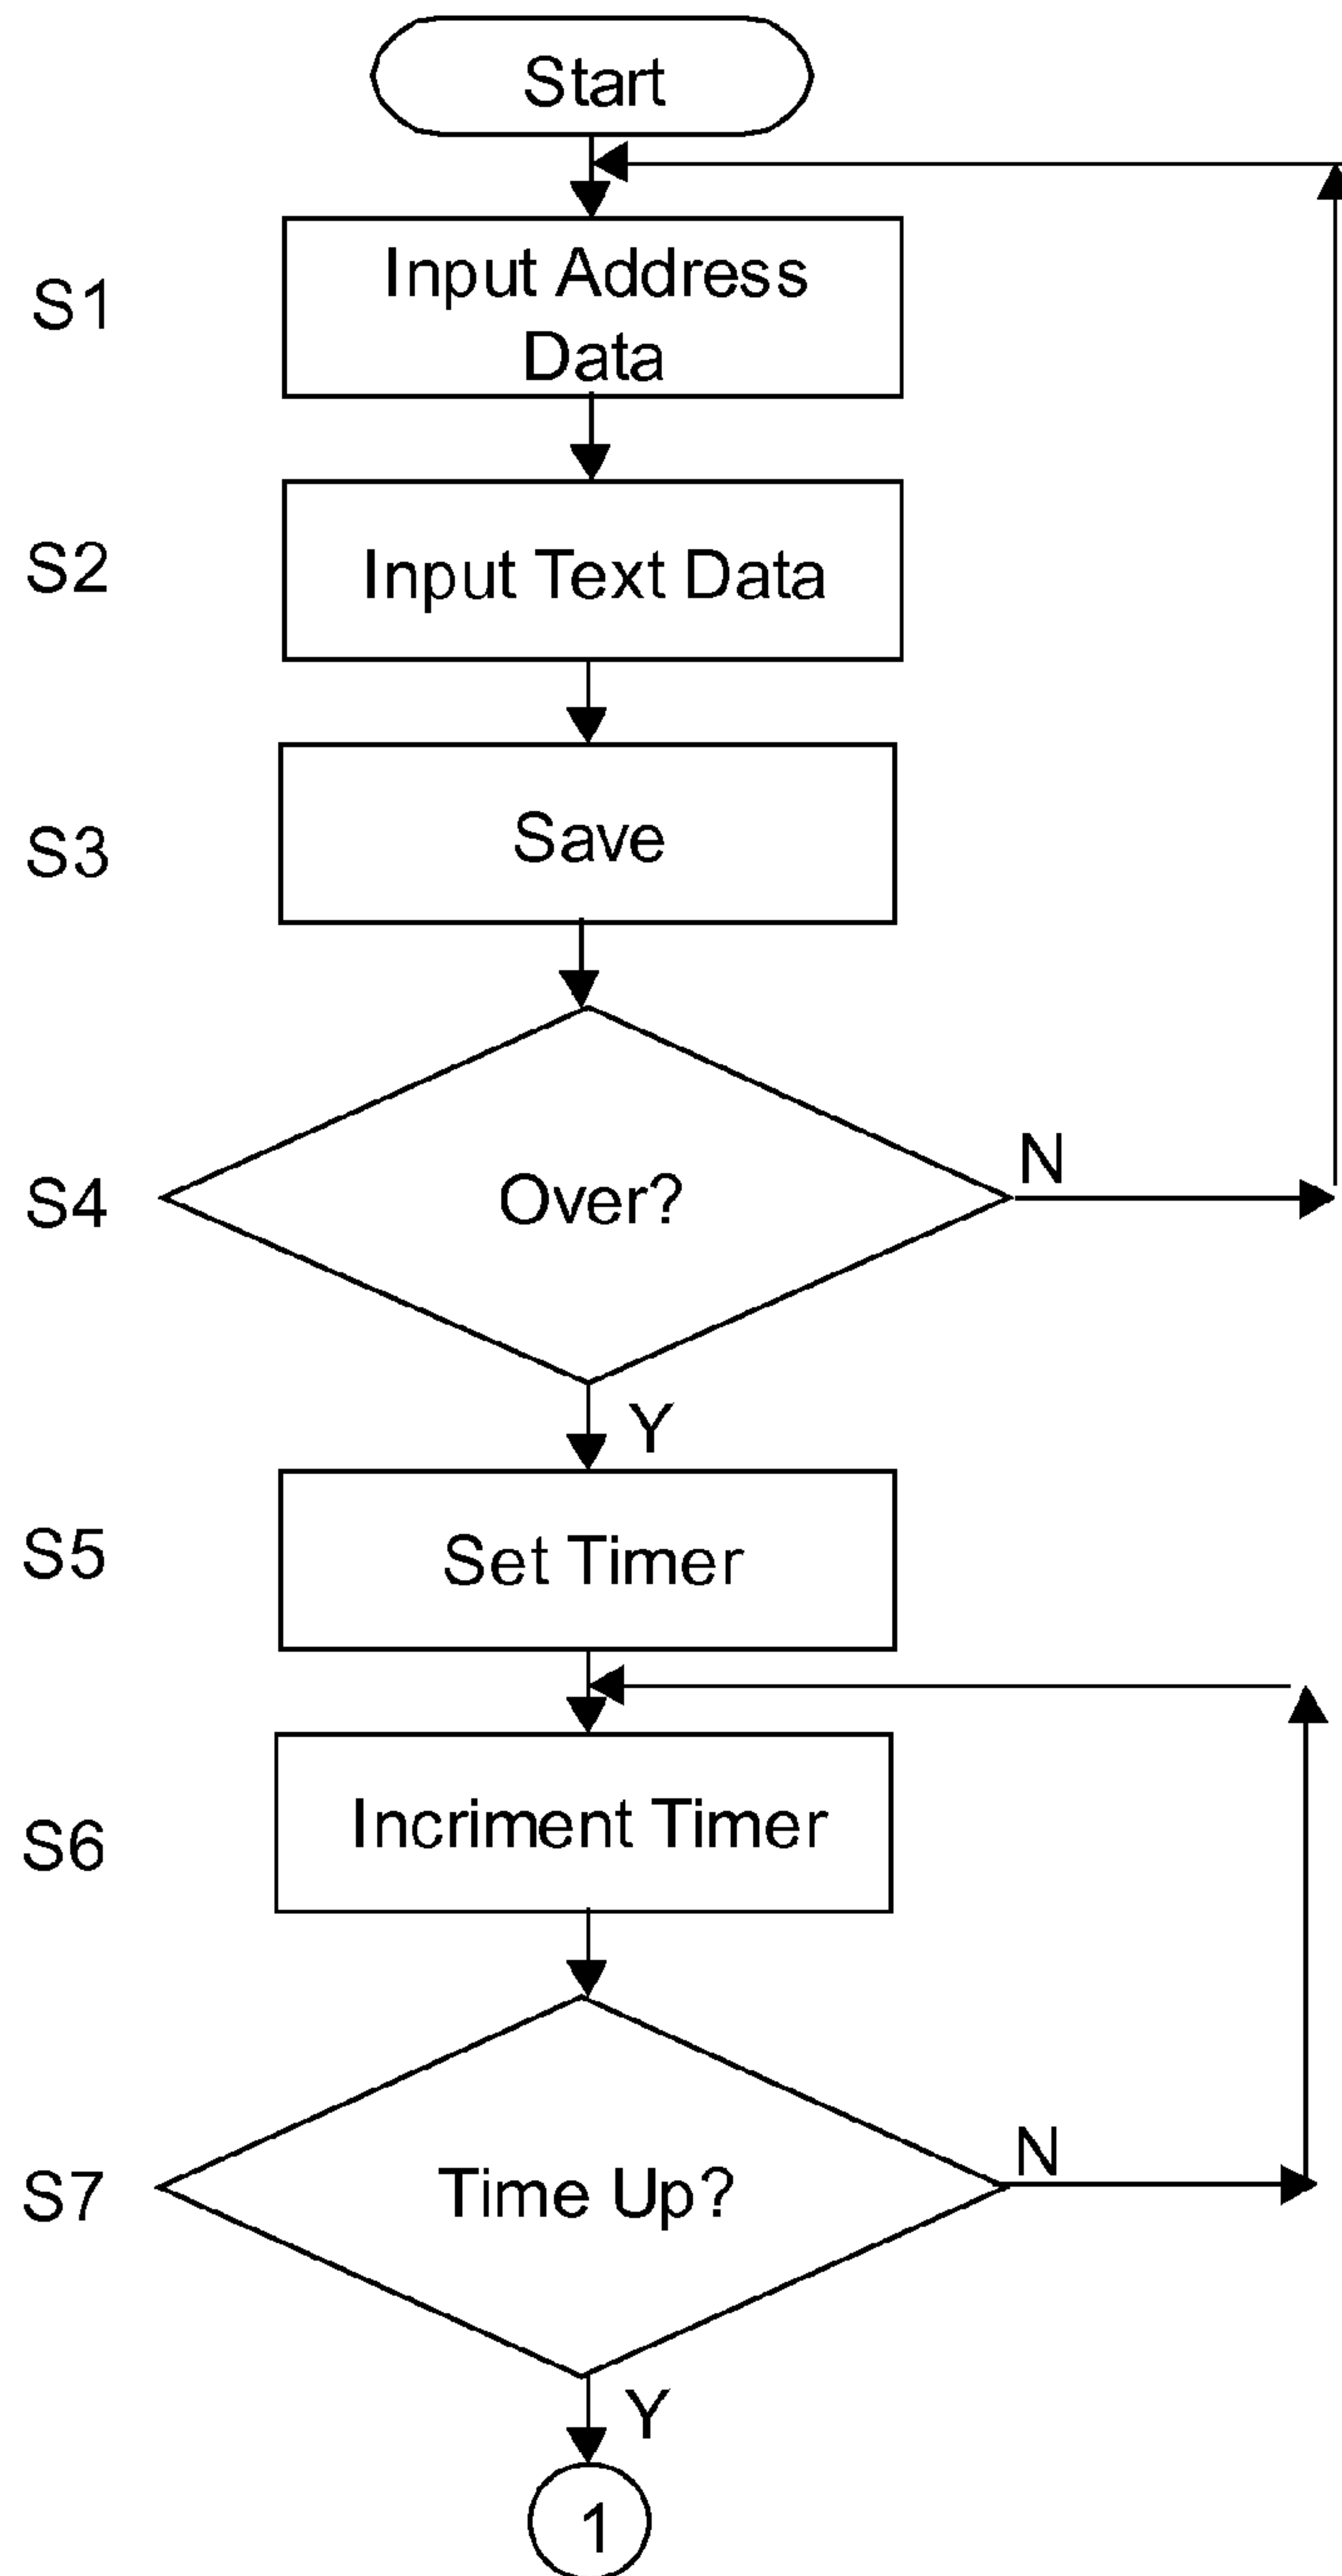 Start
S1
Input Address
Data
S2
Input Text Data
S3
Save
S4
Over?
N
Y
S5
Set Timer
S6
Incriment Timer
S7
Time Up?
N
Y
1